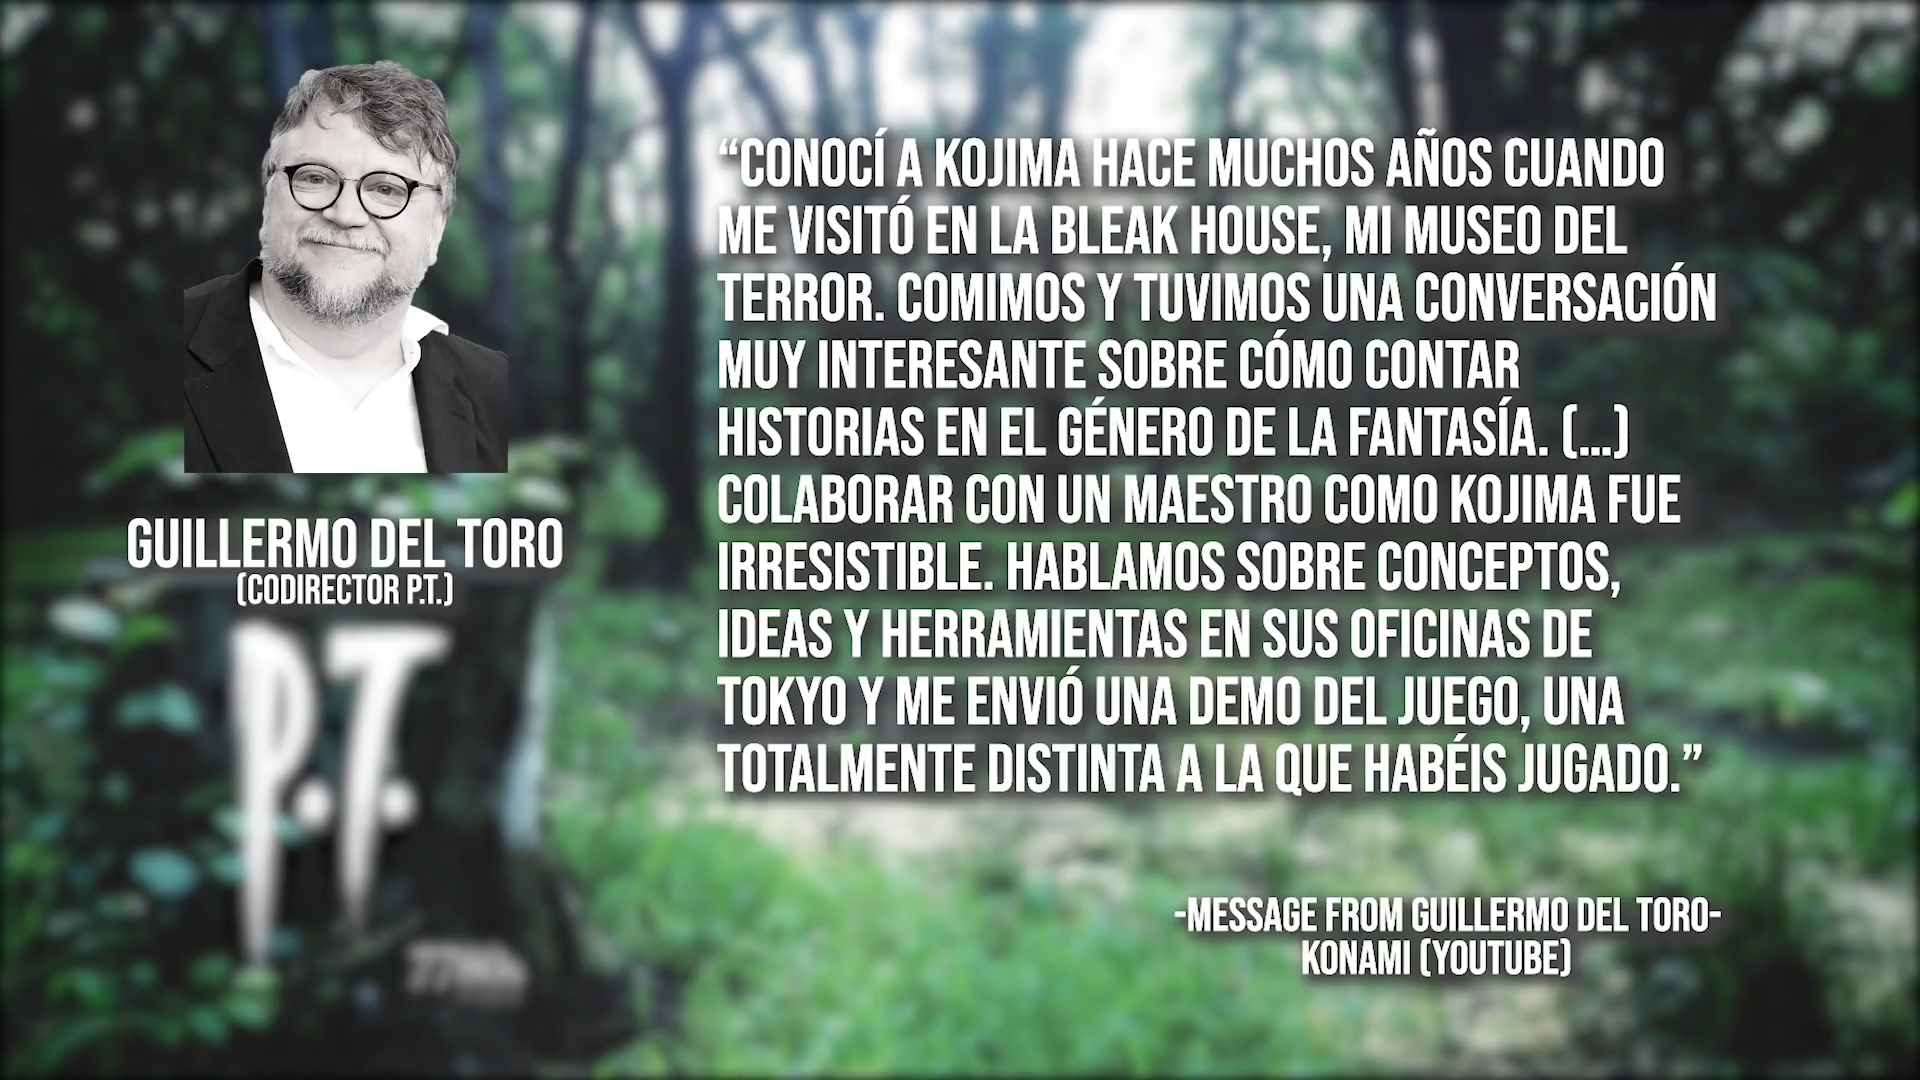 “CONOCÍ A KOJIMA HACE MUCHOS AÑOS CUANDO
ME VISITÓ EN LA BLEAK HOUSE, MI MUSEO DEL
TERROR. COMIMOS Y TUVIMOS UNA CONVERSACIÓN
MUY INTERESANTE SOBRE CÓMO CONTAR
HISTORIAS EN EL GÉNERO DE LA FANTASÍA. (...)
COLABORAR CON UN MAESTRO COMO KOJIMA FUE
IRRESISTIBLE. HABLAMOS SOBRE CONCEPTOS,
IDEAS Y HERRAMIENTAS EN SUS OFICINAS DE
TOKYO Y ME ENVIÓ UNA DEMO DEL JUEGO, UNA
TOTALMENTE DISTINTA A LA QUE HABÉIS JUGADO.”
GUILLERMO DEL TORO
(CODIRECTOR P.T.)
P.T.
-MESSAGE FROM GUILLERMO DEL TORO-
KONAMI (YOUTUBE)